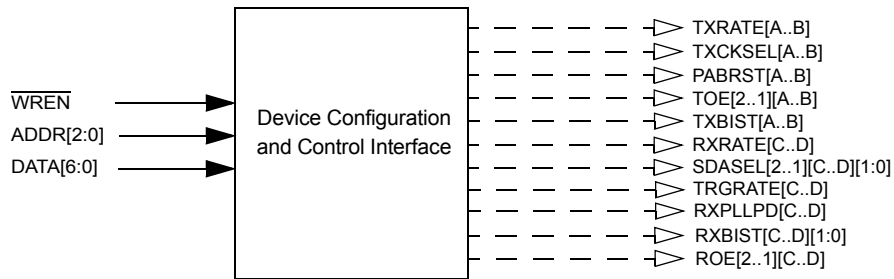 WREN
ADDR[2:0]
DATA[6:0]
Device Configuration
and Control Interface
TXRATE[A..B]
TXCKSEL[A..B]
PABRST[A..B]
TOE[2..1][A..B]
TXBIST[A..B]
RXRATE[C..D]
SDASEL[2..1][C..D][1:0]
TRGRATE[C..D]
RXPLLPD[C..D]
RXBIST[C..D][1:0]
ROE[2..1][C..D]